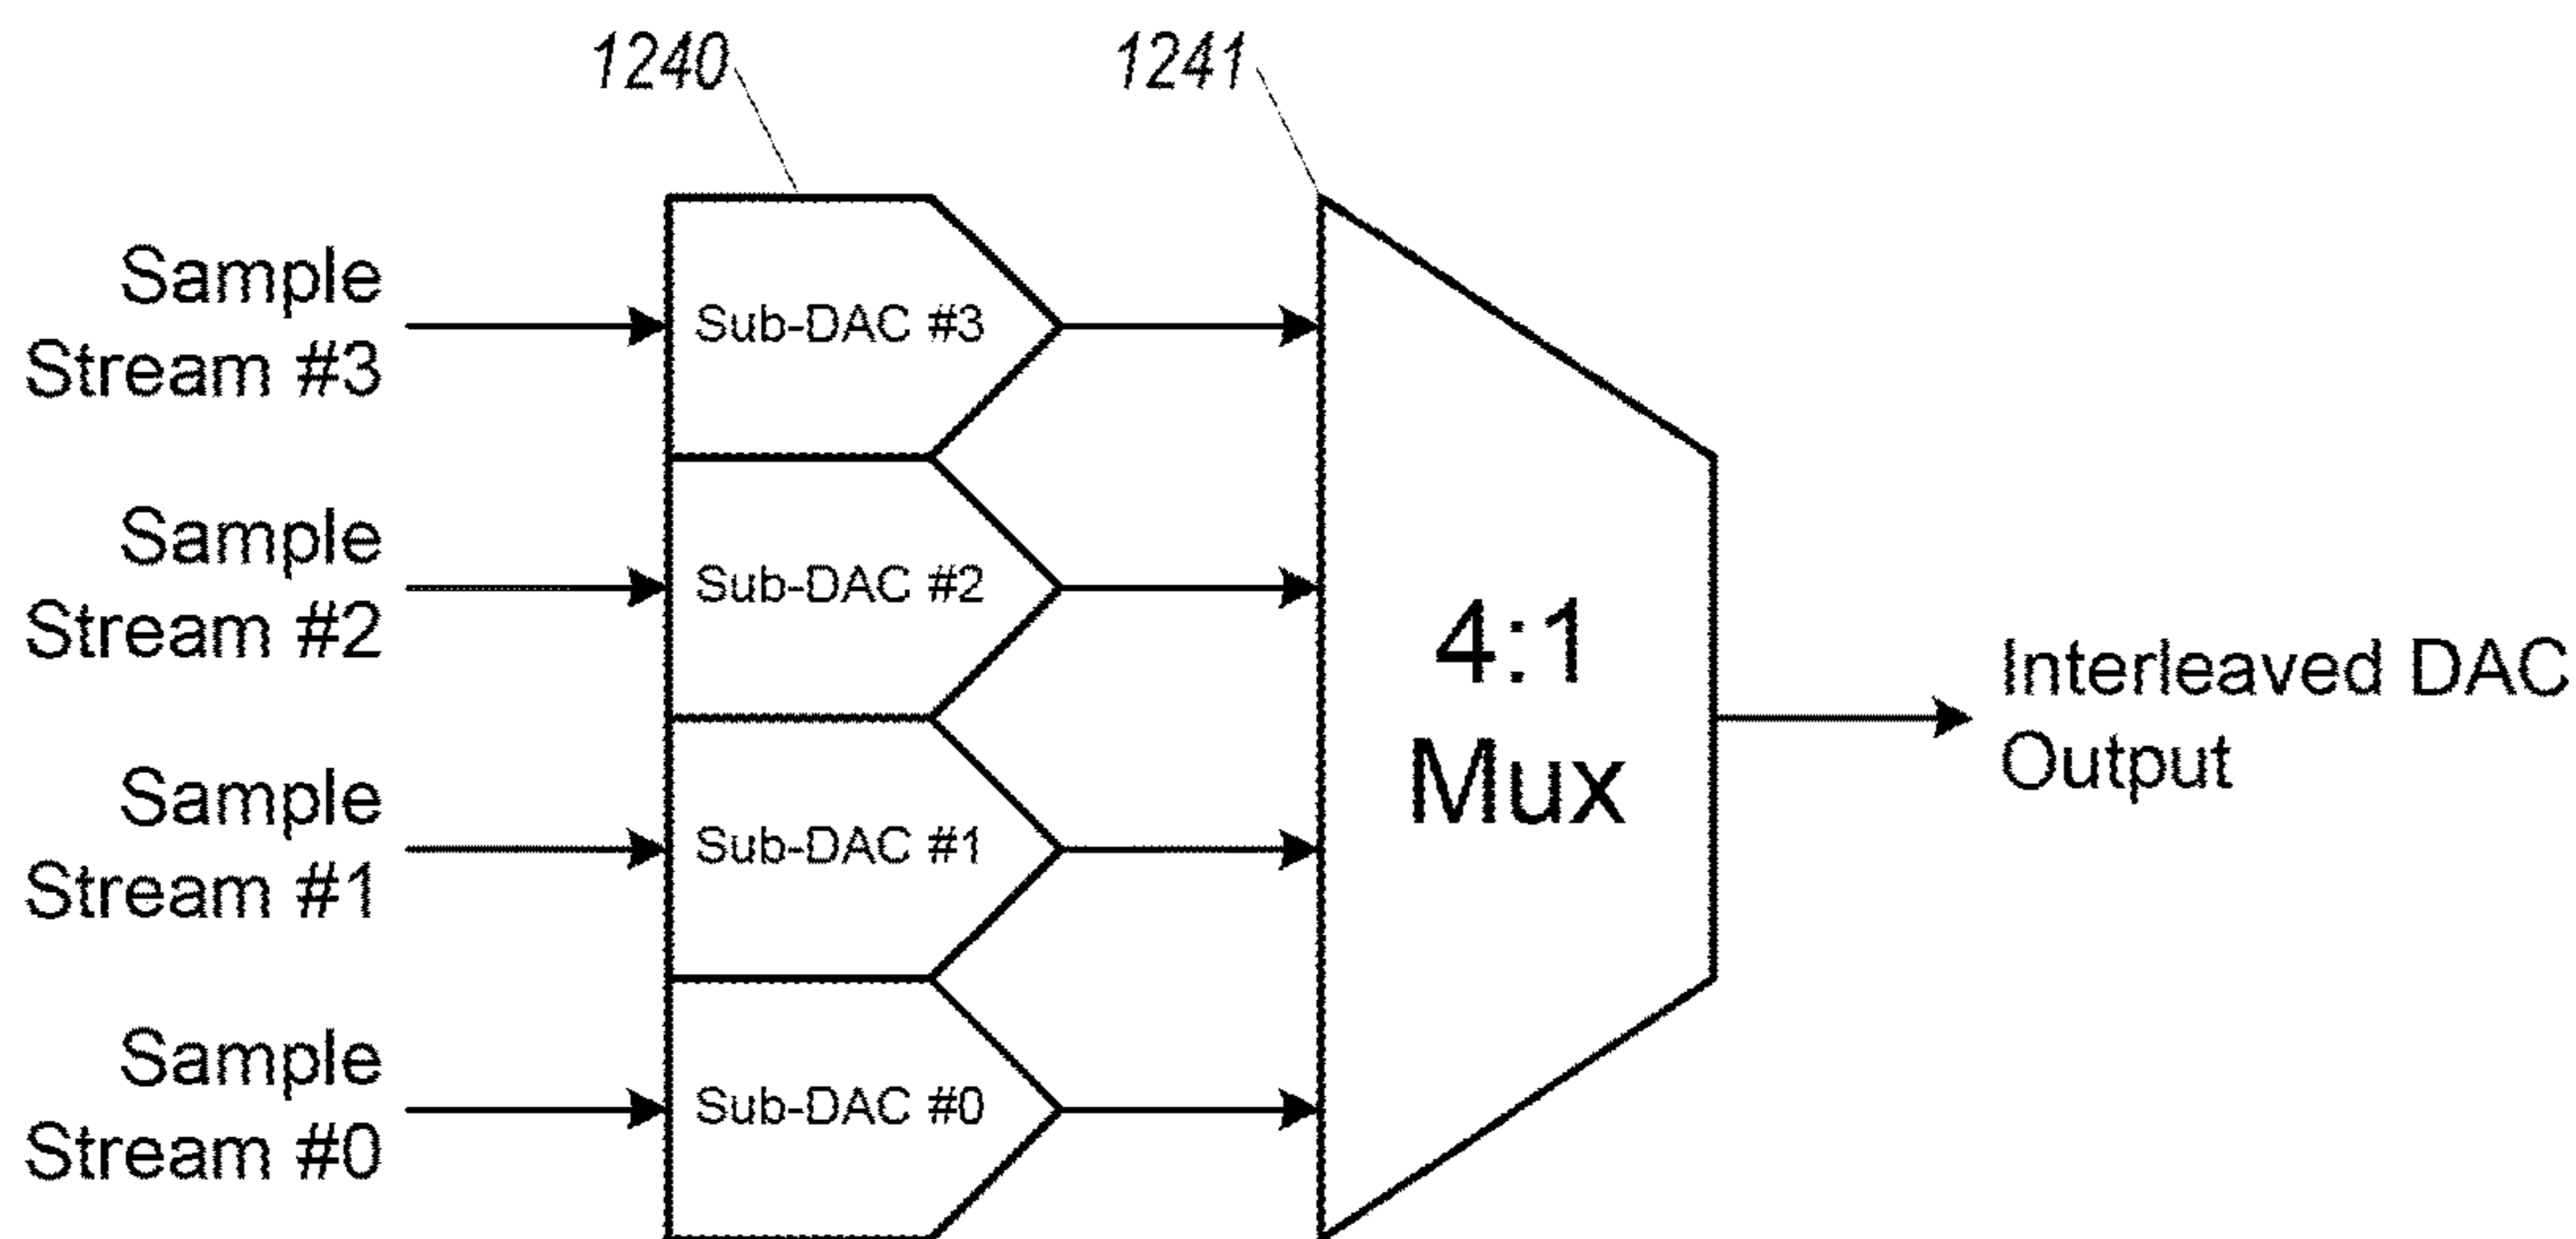 1240
1241
Sample
Stream #3
Sub-DAC #3
Sample
Stream #2
Sub-DAC #2
4:1
Mux
Interleaved DAC
Output
Sample
Stream #1
Sub-DAC #1
Sample
Stream #0
Sub-DAC #0